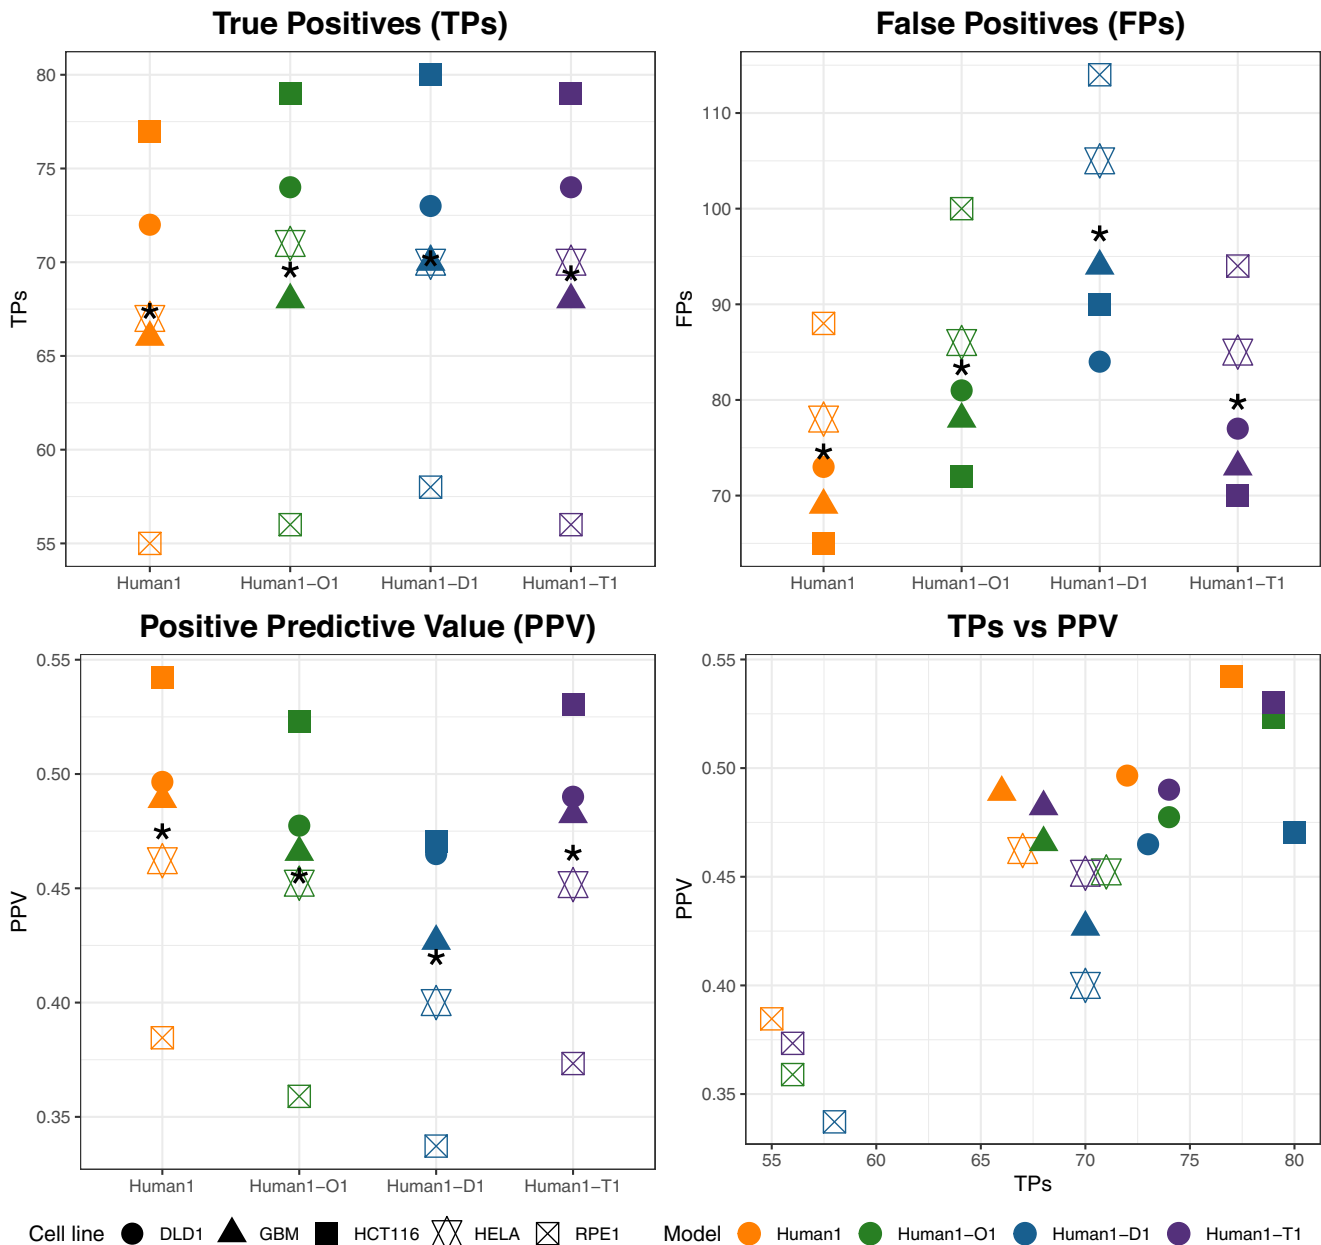 True Positives (TPs)
80
75
70
65
60
55
TPs
Human1 Human1-O1 Human1-D1 Human1-T1
False Positives (FPs)
110
100
90
80
70
FPs
Human1 Human1-O1 Human1-D1 Human1-T1
Positive Predictive Value (PPV)
0.55
0.50
0.45
0.40
0.35
PPV
Human1 Human1-O1 Human1-D1 Human1-T1
TPs vs PPV
0.55
0.50
0.45
0.40
0.35
PPV
55 60 65 70 75 80
TPs
Cell line DLD1 GBM HCT116 HELA RPE1 Model Human1 Human1-O1 Human1-D1 Human1-T1